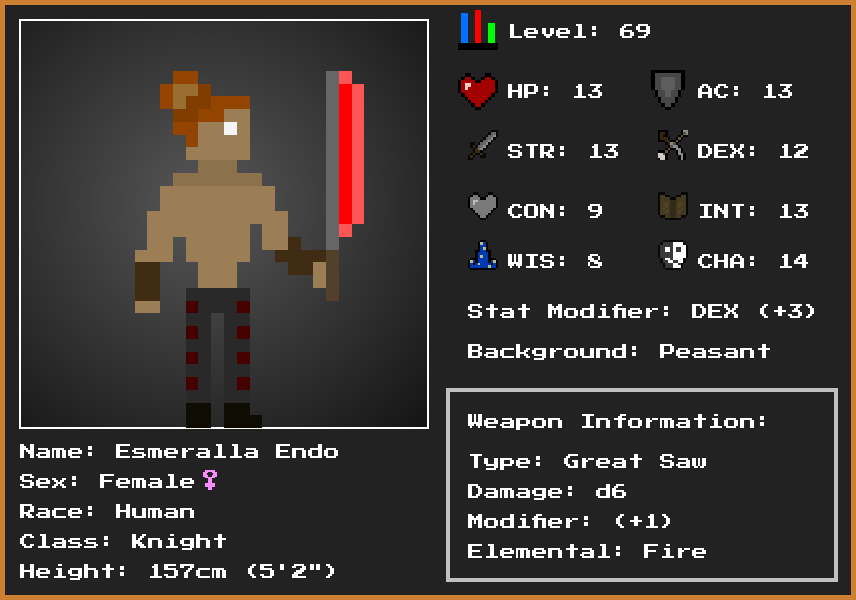 Level: 69
HP: 13 AC: 13
STR: 13 DEX: 12
CON: 9 INT: 13
WIS: 8 CHA: 14
Stat Modifier: DEX (+3)
Background: Peasant
Weapon Information:
Type: Great Saw
Damage: d6
Modifier: (+1)
Elemental: Fire
Name: Esmeralla Endo
Sex: Female♀
Race: Human
Class: Knight
Height: 157cm (5'2")